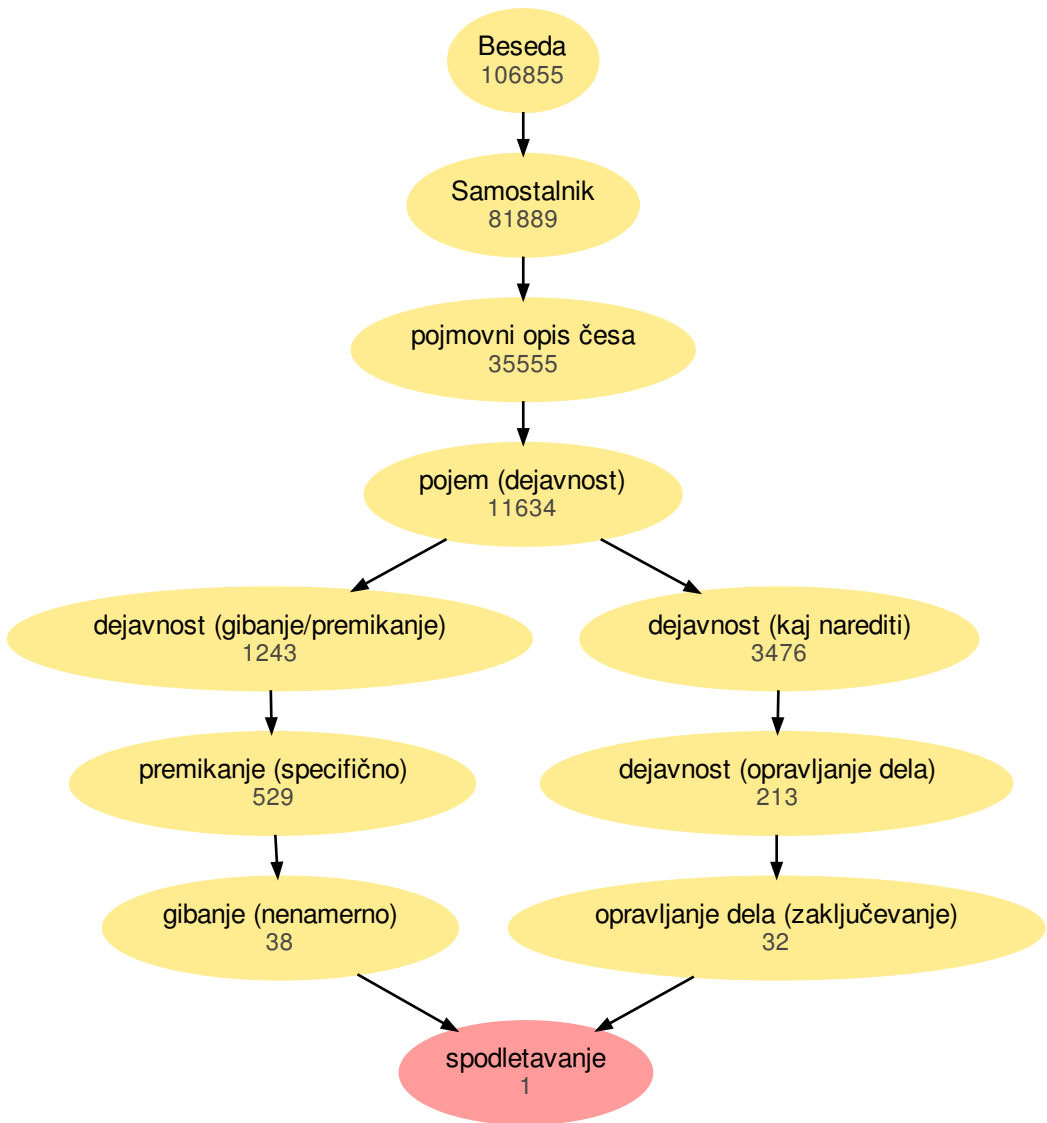 Beseda
106855
Samostalnik
81889
pojmovni opis česa
35555
pojem (dejavnost)
11634
dejavnost (gibanje/premikanje)
1243
dejavnost (kaj narediti)
3476
premikanje (specifično)
529
dejavnost (opravljanje dela)
213
gibanje (nenamerno)
38
opravljanje dela (zaključevanje)
32
spodletavanje
1